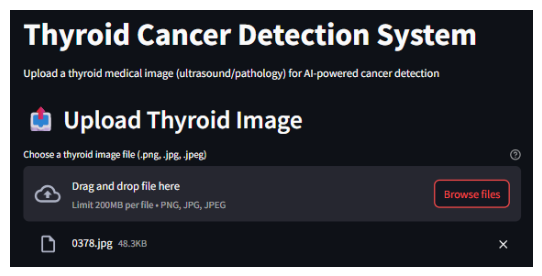 Thyroid Cancer Detection System
Upload a thyroid medical image (ultrasound/pathology) for AI-powered cancer detection
Upload Thyroid Image
Choose a thyroid image file (.png, .jpg, .jpeg)
Drag and drop file here
Limit 200MB per file • PNG, JPG, JPEG
Browse files
0378.jpg 48.3KB